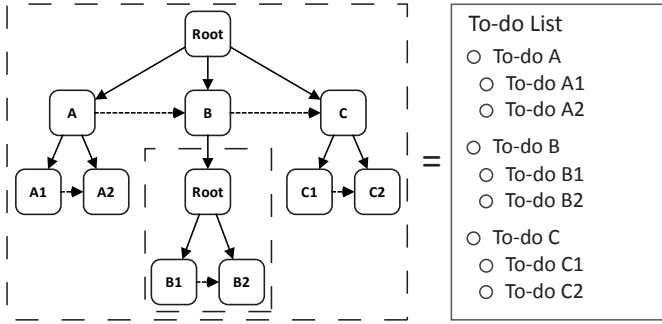 Root
A
B
C
A1
A2
Root
C1
C2
B1
B2
=
To-do List
To-do A
To-do A1
To-do A2
To-do B
To-do B1
To-do B2
To-do C
To-do C1
To-do C2